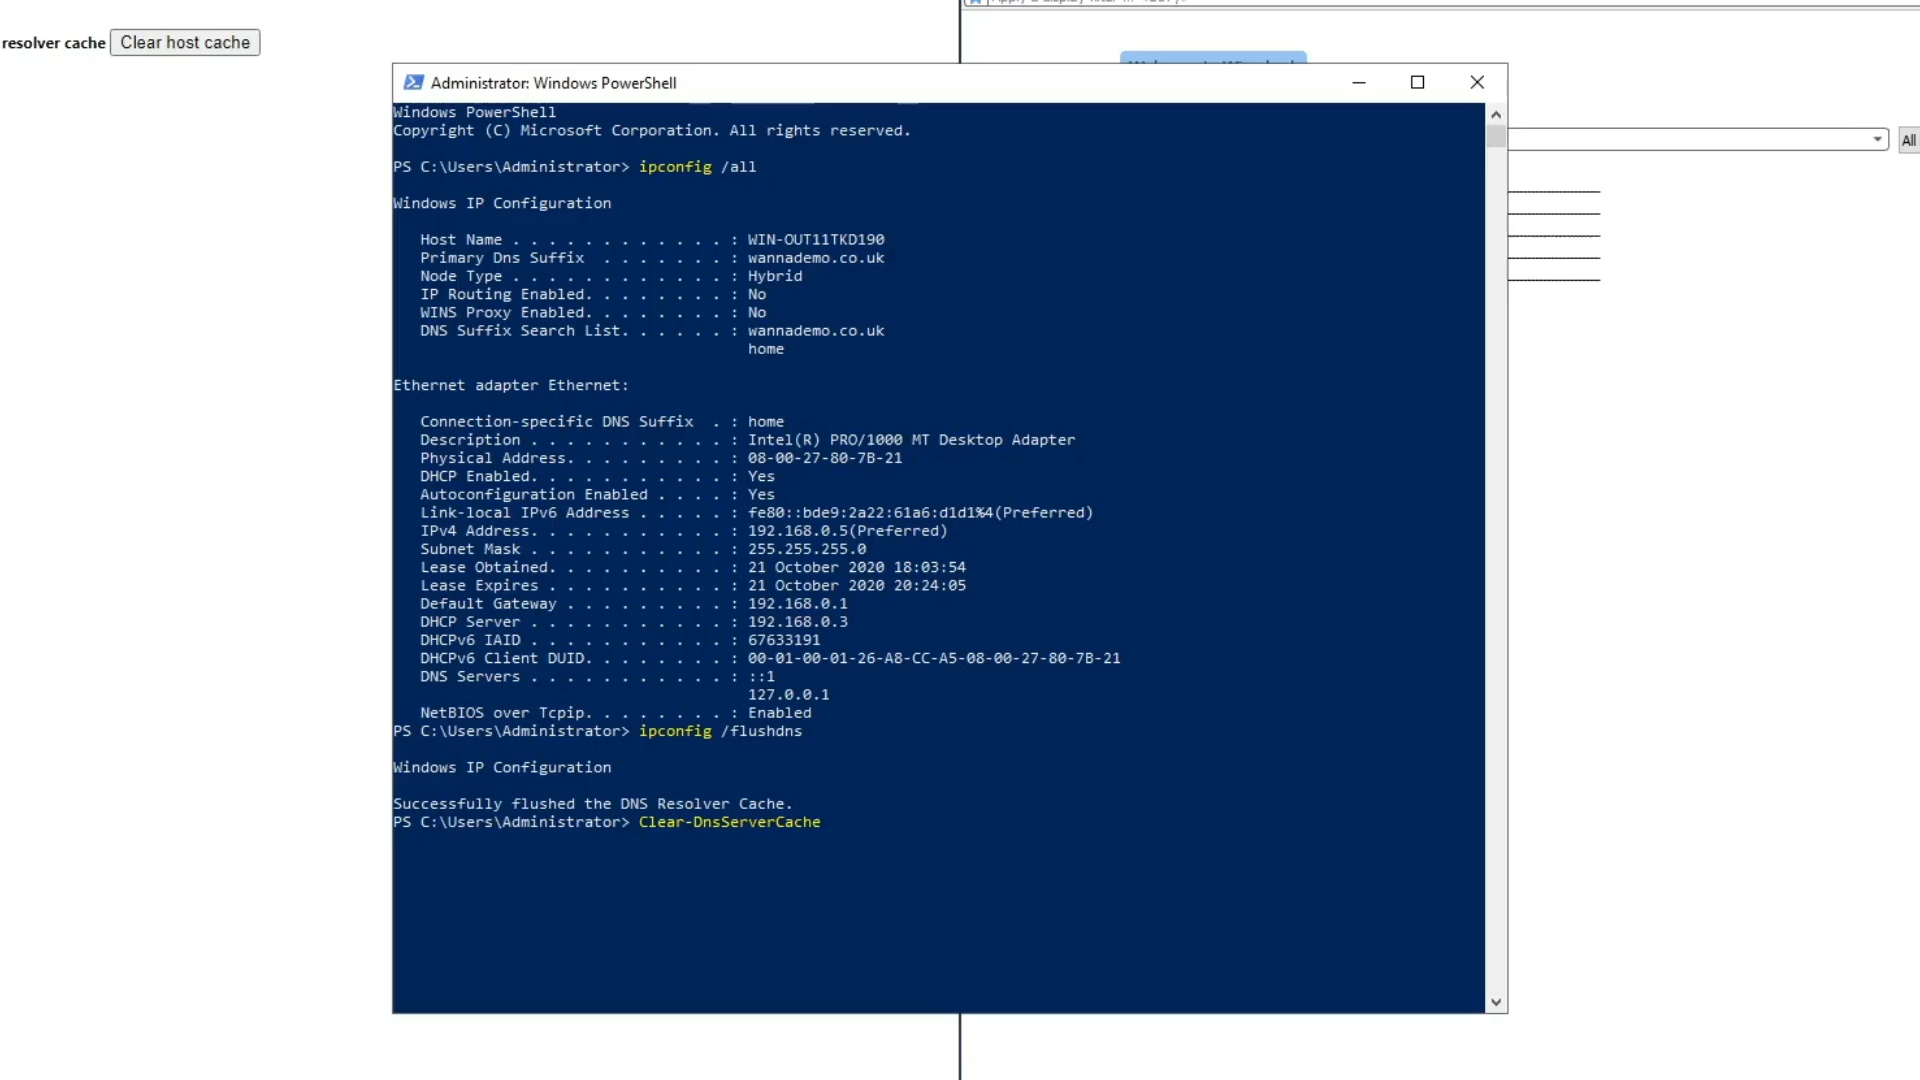 resolver cache Clear host cache
Administrator: Windows PowerShell
All
Windows PowerShell
Copyright (C) Microsoft Corporation. All rights reserved.
PS C:\Users\Administrator> ipconfig /all
Windows IP Configuration
Host Name . . . . . . . . . . . . : WIN-OUT11TKD190
Primary Dns Suffix  . . . . . . . : wannademo.co.uk
Node Type . . . . . . . . . . . . : Hybrid
IP Routing Enabled. . . . . . . . : No
WINS Proxy Enabled. . . . . . . . : No
DNS Suffix Search List. . . . . . : wannademo.co.uk
home
Ethernet adapter Ethernet:
Connection-specific DNS Suffix  . : home
Description . . . . . . . . . . . : Intel(R) PRO/1000 MT Desktop Adapter
Physical Address. . . . . . . . . : 08-00-27-80-7B-21
DHCP Enabled. . . . . . . . . . . : Yes
Autoconfiguration Enabled . . . . : Yes
Link-local IPv6 Address . . . . . : fe80::bde9:2a22:61a6:d1d1%4(Preferred)
IPv4 Address. . . . . . . . . . . : 192.168.0.5(Preferred)
Subnet Mask . . . . . . . . . . . : 255.255.255.0
Lease Obtained. . . . . . . . . . : 21 October 2020 18:03:54
Lease Expires . . . . . . . . . . : 21 October 2020 20:24:05
Default Gateway . . . . . . . . . : 192.168.0.1
DHCP Server . . . . . . . . . . . : 192.168.0.3
DHCPv6 IAID . . . . . . . . . . . : 67633191
DHCPv6 Client DUID. . . . . . . . : 00-01-00-01-26-A8-CC-A5-08-00-27-80-7B-21
DNS Servers . . . . . . . . . . . : ::1
127.0.0.1
NetBIOS over Tcpip. . . . . . . . : Enabled
PS C:\Users\Administrator> ipconfig /flushdns
Windows IP Configuration
Successfully flushed the DNS Resolver Cache.
PS C:\Users\Administrator> Clear-DnsServerCache